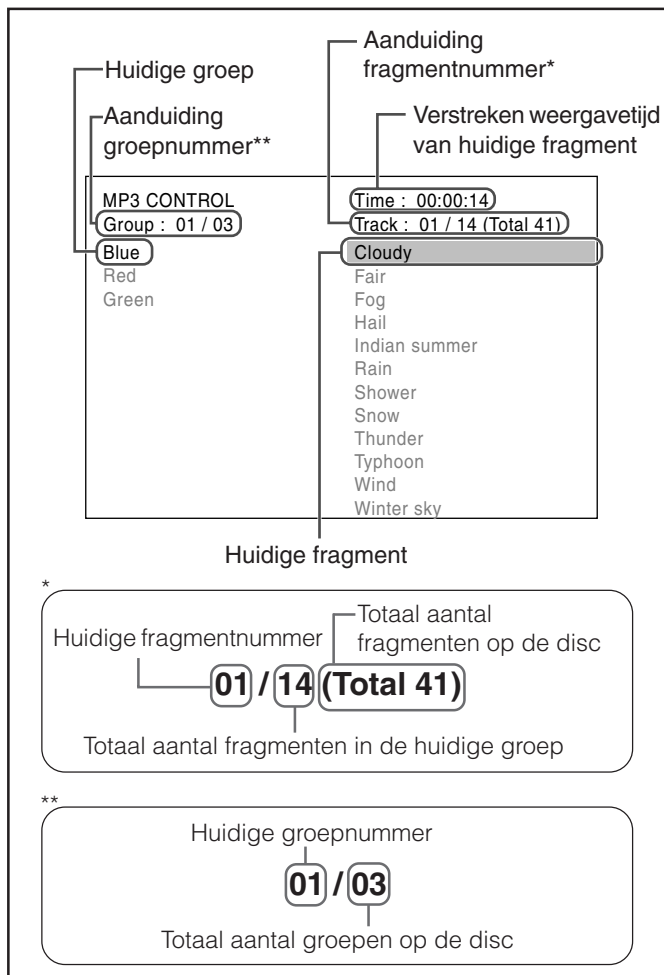 Aanduiding
fragmentnummer*
Huidige groep
Aanduiding
groepnummer**
Verstreken weergavetijd
van huidige fragment
MP3 CONTROL
Group : 01 / 03
Blue
Red
Green
Time : 00:00:14
Track : 01 / 14 (Total 41)
Cloudy
Fair
Fog
Hail
Indian summer
Rain
Shower
Snow
Thunder
Typhoon
Wind
Winter sky
Huidige fragment
*
Totaal aantal
fragmenten op de disc
Huidige fragmentnummer
01 / 14 (Total 41)
Totaal aantal fragmenten in de huidige groep
**
Huidige groepnummer
01 / 03
Totaal aantal groepen op de disc